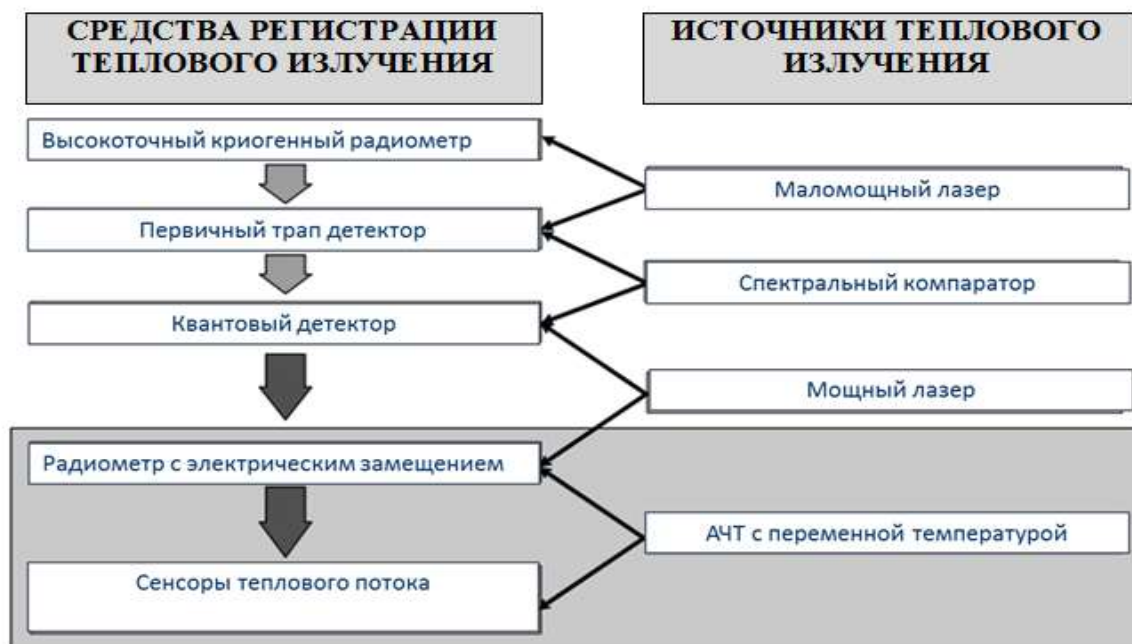 СРЕДСТВА РЕГИСТРАЦИИ
ТЕПЛОВОГО ИЗЛУЧЕНИЯ
ИСТОЧНИКИ ТЕПЛОВОГО
ИЗЛУЧЕНИЯ
Высокоточный криогенный радиометр
Маломощный лазер
Первичный трап детектор
Спектральный компаратор
Квантовый детектор
Мощный лазер
Радиометр с электрическим замещением
АЧТ с переменной температурой
Сенсоры теплового потока